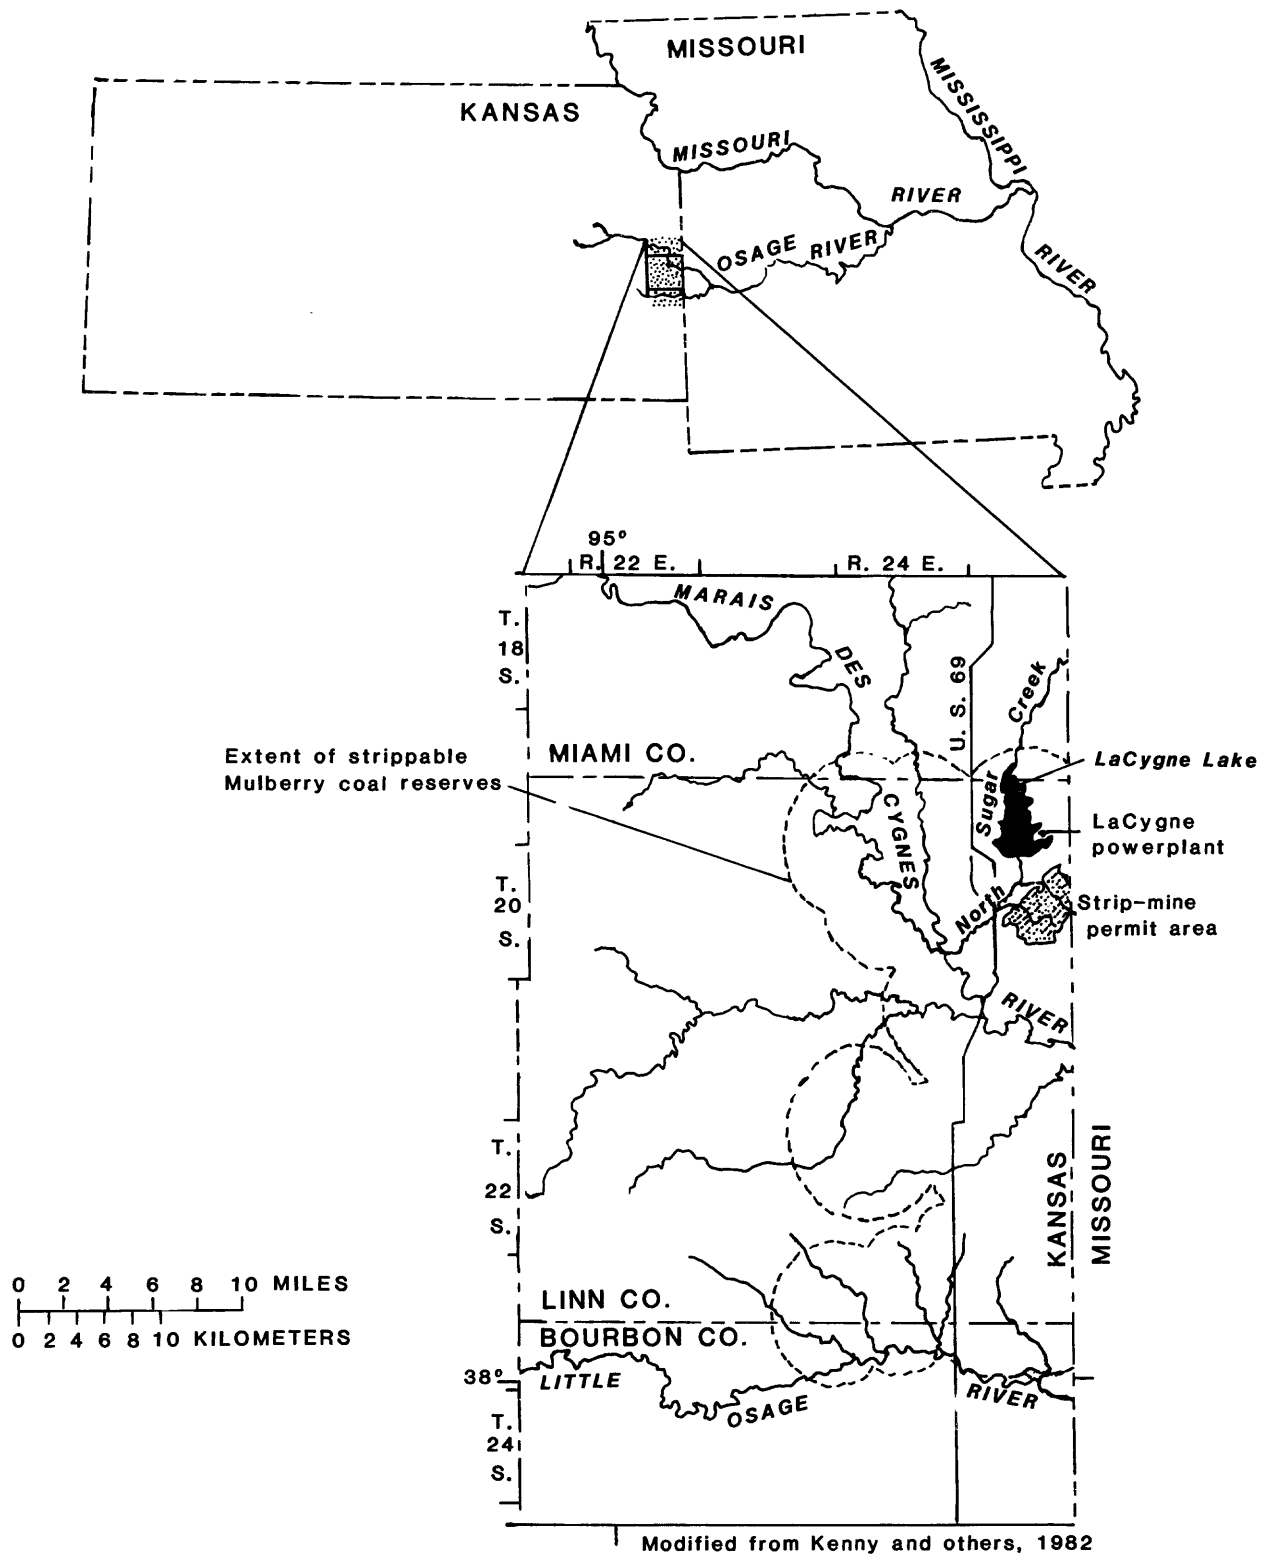 MISSOURI
KANSAS
MISSISSIPPI
MISSOURI
RIVER
OSAGE RIVER
RIVER
95°
R. 22 E.
R. 24 E.
MARAIS
T.
18
S.
DES
U. S. 69
Creek
Extent of strippable
Mulberry coal reserves
MIAMI CO.
LaCygne Lake
CYGNES
Sugar
LaCygne
powerplant
T.
20
S.
North
Strip-mine
permit area
RIVER
T.
22
S.
KANSAS
MISSOURI
0 2 4 6 8 10 MILES
0 2 4 6 8 10 KILOMETERS
LINN CO.
BOURBON CO.
38°
LITTLE
OSAGE
RIVER
T.
24
S.
Modified from Kenny and others, 1982